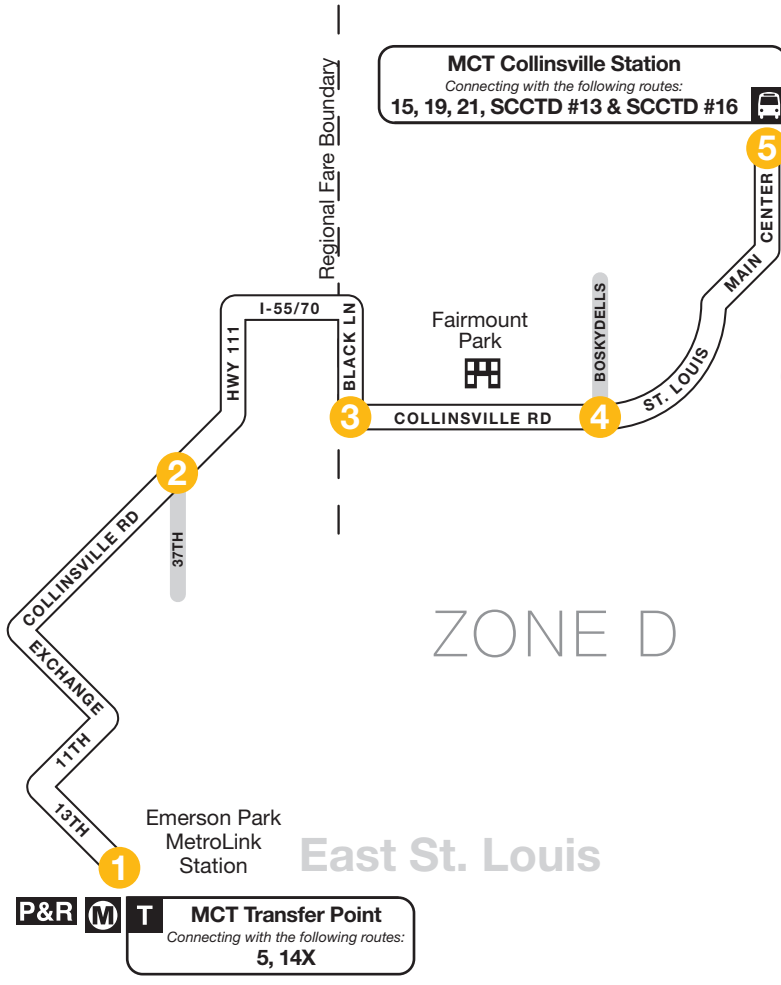 MCT Collinsville Station
Connecting with the following routes:
15, 19, 21, SCCTD #13 & SCCTD #16
5
CENTER
MAIN
Regional Fare Boundary
I-55/70
HWY 111
BLACK LN
Fairmount
Park
BOSKYDELLS
ST. LOUIS
3
COLLINSVILLE RD
4
2
37TH
COLLINSVILLE RD
ZONE D
EXCHANGE
11TH
13TH
1
Emerson Park
MetroLink
Station
East St. Louis
P&R
M
T
MCT Transfer Point
Connecting with the following routes:
5, 14X